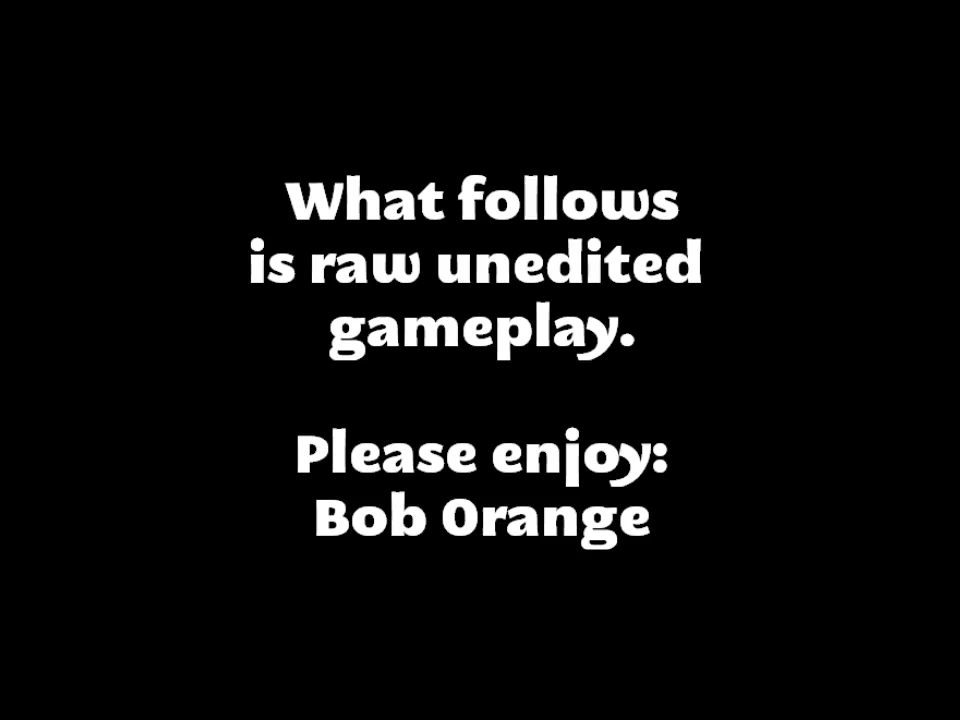 What follows
is raw unedited
gameplay.
Please enjoy:
Bob Orange